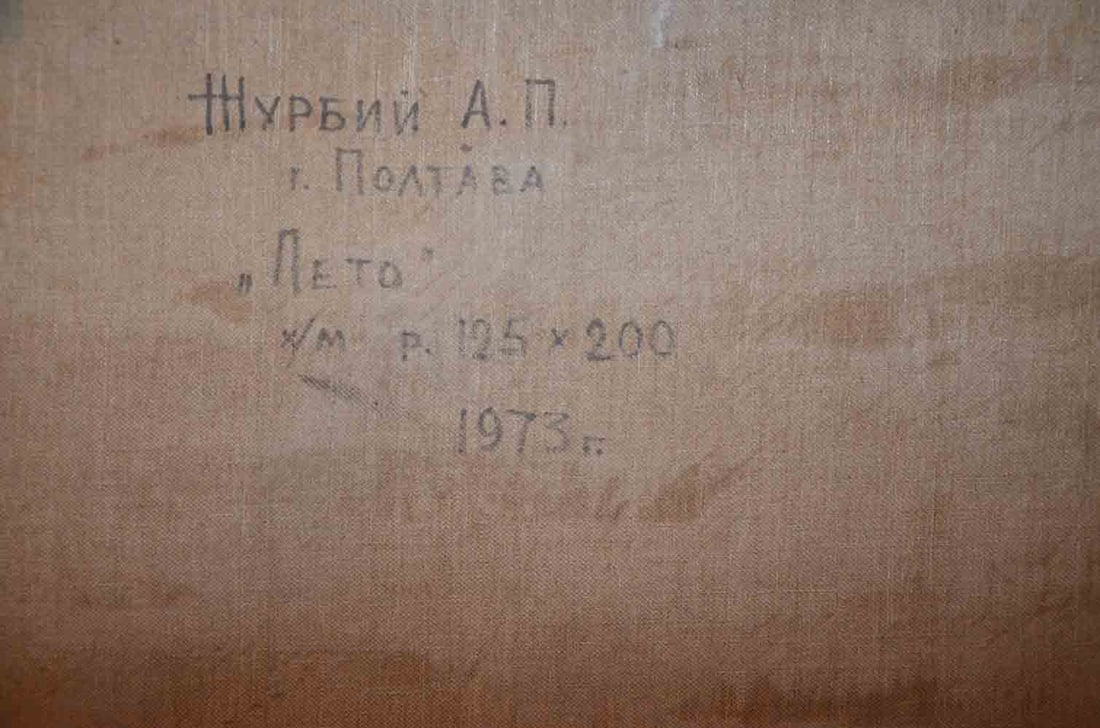 Журбий А.П.
г. Полтава
„Лето"
х/м р. 125 × 200
1973 г.